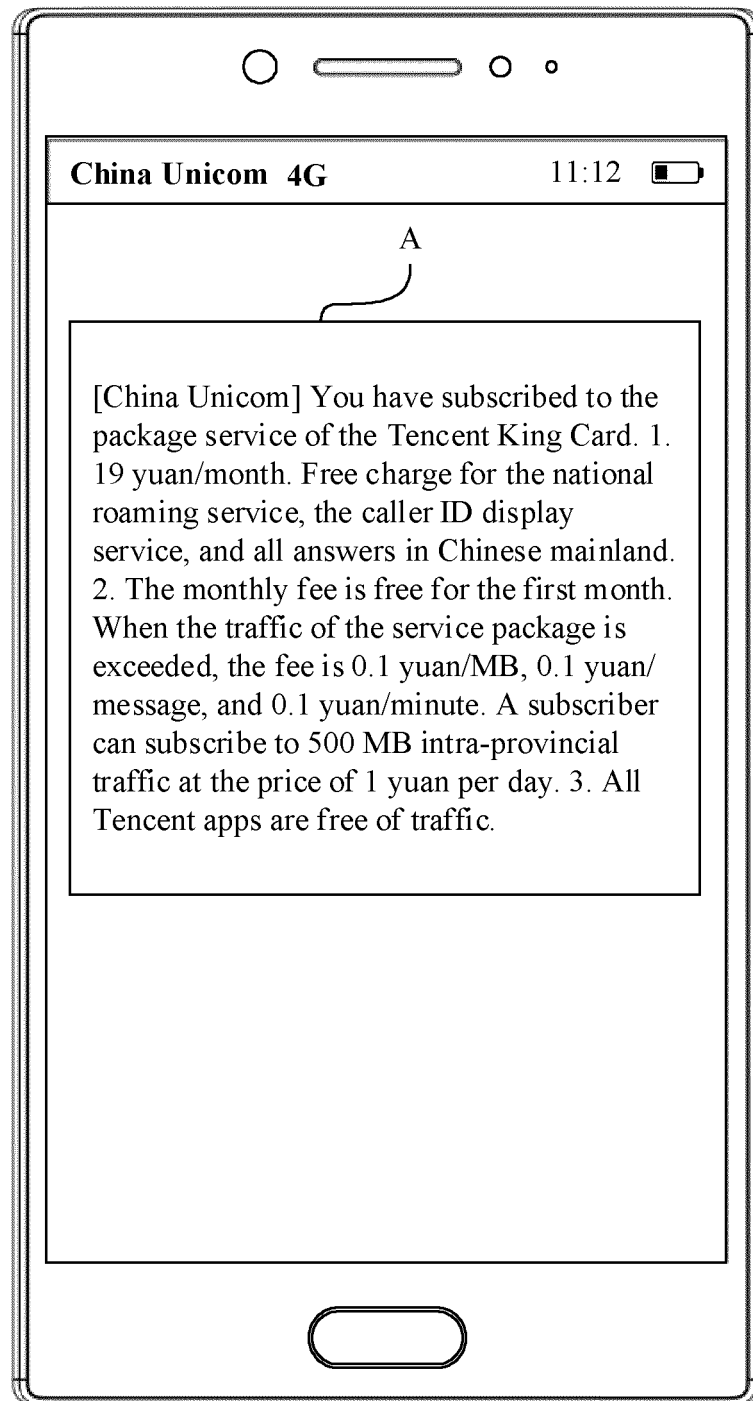 China Unicom 4G 11:12
A
[China Unicom] You have subscribed to the
package service of the Tencent King Card. 1.
19 yuan/month. Free charge for the national
roaming service, the caller ID display
service, and all answers in Chinese mainland.
2. The monthly fee is free for the first month.
When the traffic of the service package is
exceeded, the fee is 0.1 yuan/MB, 0.1 yuan/
message, and 0.1 yuan/minute. A subscriber
can subscribe to 500 MB intra-provincial
traffic at the price of 1 yuan per day. 3. All
Tencent apps are free of traffic.